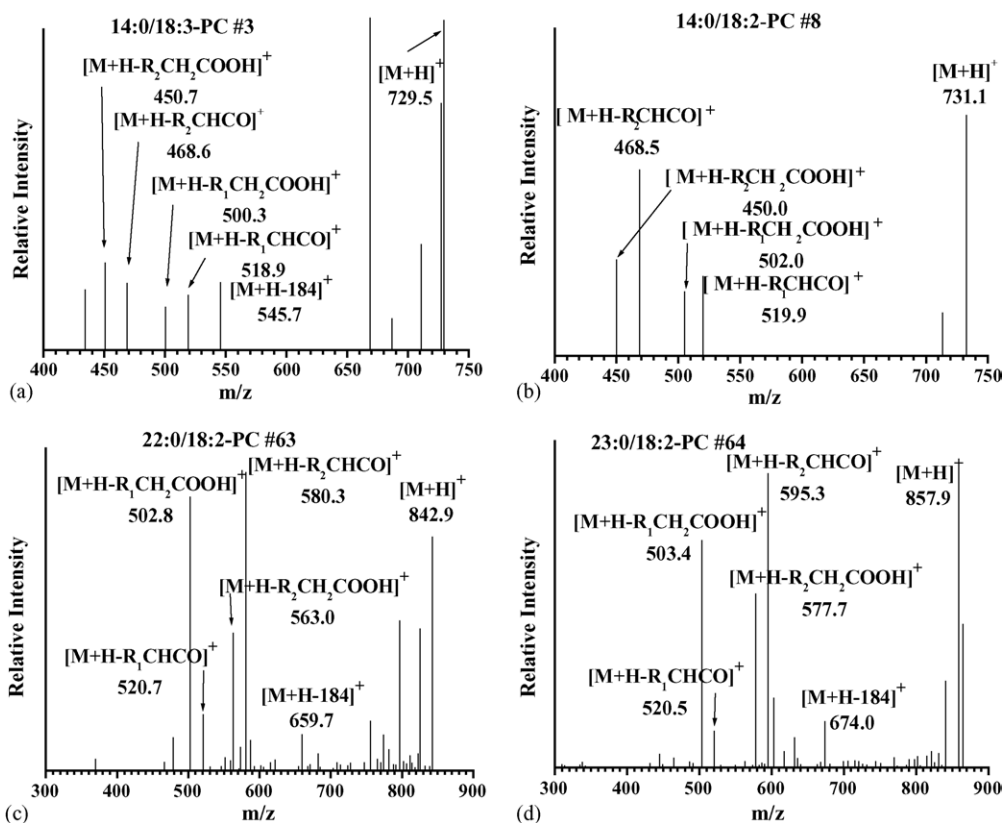 14:0/18:3-PC #3
[M+H-R₂CH₂COOH]⁺
450.7
[M+H-R₂CHCO]⁺
468.6
[M+H-R₁CH₂COOH]⁺
500.3
[M+H-R₁CHCO]⁺
518.9
[M+H-184]⁺
545.7
[M+H]⁺
729.5
Relative Intensity
400 450 500 550 600 650 700 750
m/z
(a)
14:0/18:2-PC #8
[M+H]⁺
731.1
[ M+H-R₂CHCO]⁺
468.5
[ M+H-R₂CH₂COOH]⁺
450.0
[ M+H-R₁CH₂COOH]⁺
502.0
[ M+H-R₁CHCO]⁺
519.9
Relative Intensity
400 450 500 550 600 650 700 750
m/z
(b)
22:0/18:2-PC #63
[M+H-R₁CH₂COOH]⁺
502.8
[M+H-R₂CHCO]⁺
580.3
[M+H]⁺
842.9
[M+H-R₂CH₂COOH]⁺
563.0
[M+H-R₁CHCO]⁺
520.7
[M+H-184]⁺
659.7
Relative Intensity
300 400 500 600 700 800 900
m/z
(c)
23:0/18:2-PC #64
[M+H-R₂CHCO]⁺
595.3
[M+H]⁺
857.9
[M+H-R₁CH₂COOH]⁺
503.4
[M+H-R₂CH₂COOH]⁺
577.7
[M+H-R₁CHCO]⁺
520.5
[M+H-184]⁺
674.0
Relative Intensity
300 400 500 600 700 800 900
m/z
(d)